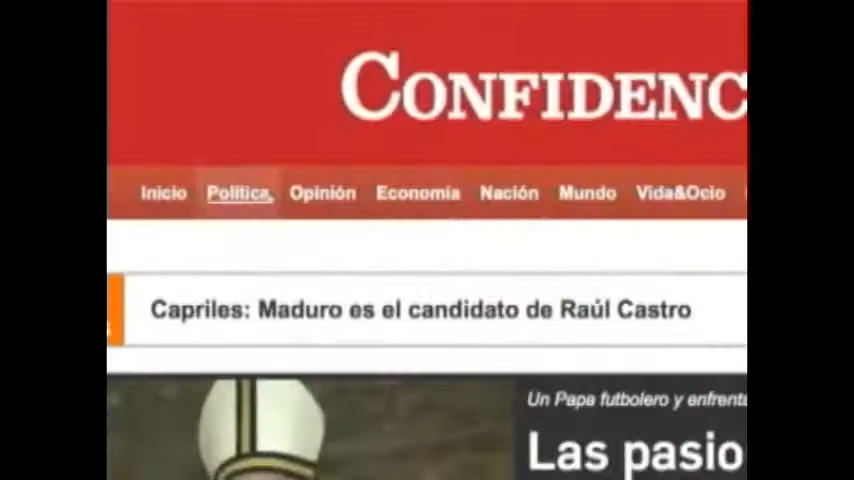 CONFIDENC
Inicio Política Opinión Economía Nación Mundo Vida&Ocio
Capriles: Maduro es el candidato de Raúl Castro
Un Papa futbolero y enfrenta
Las pasio